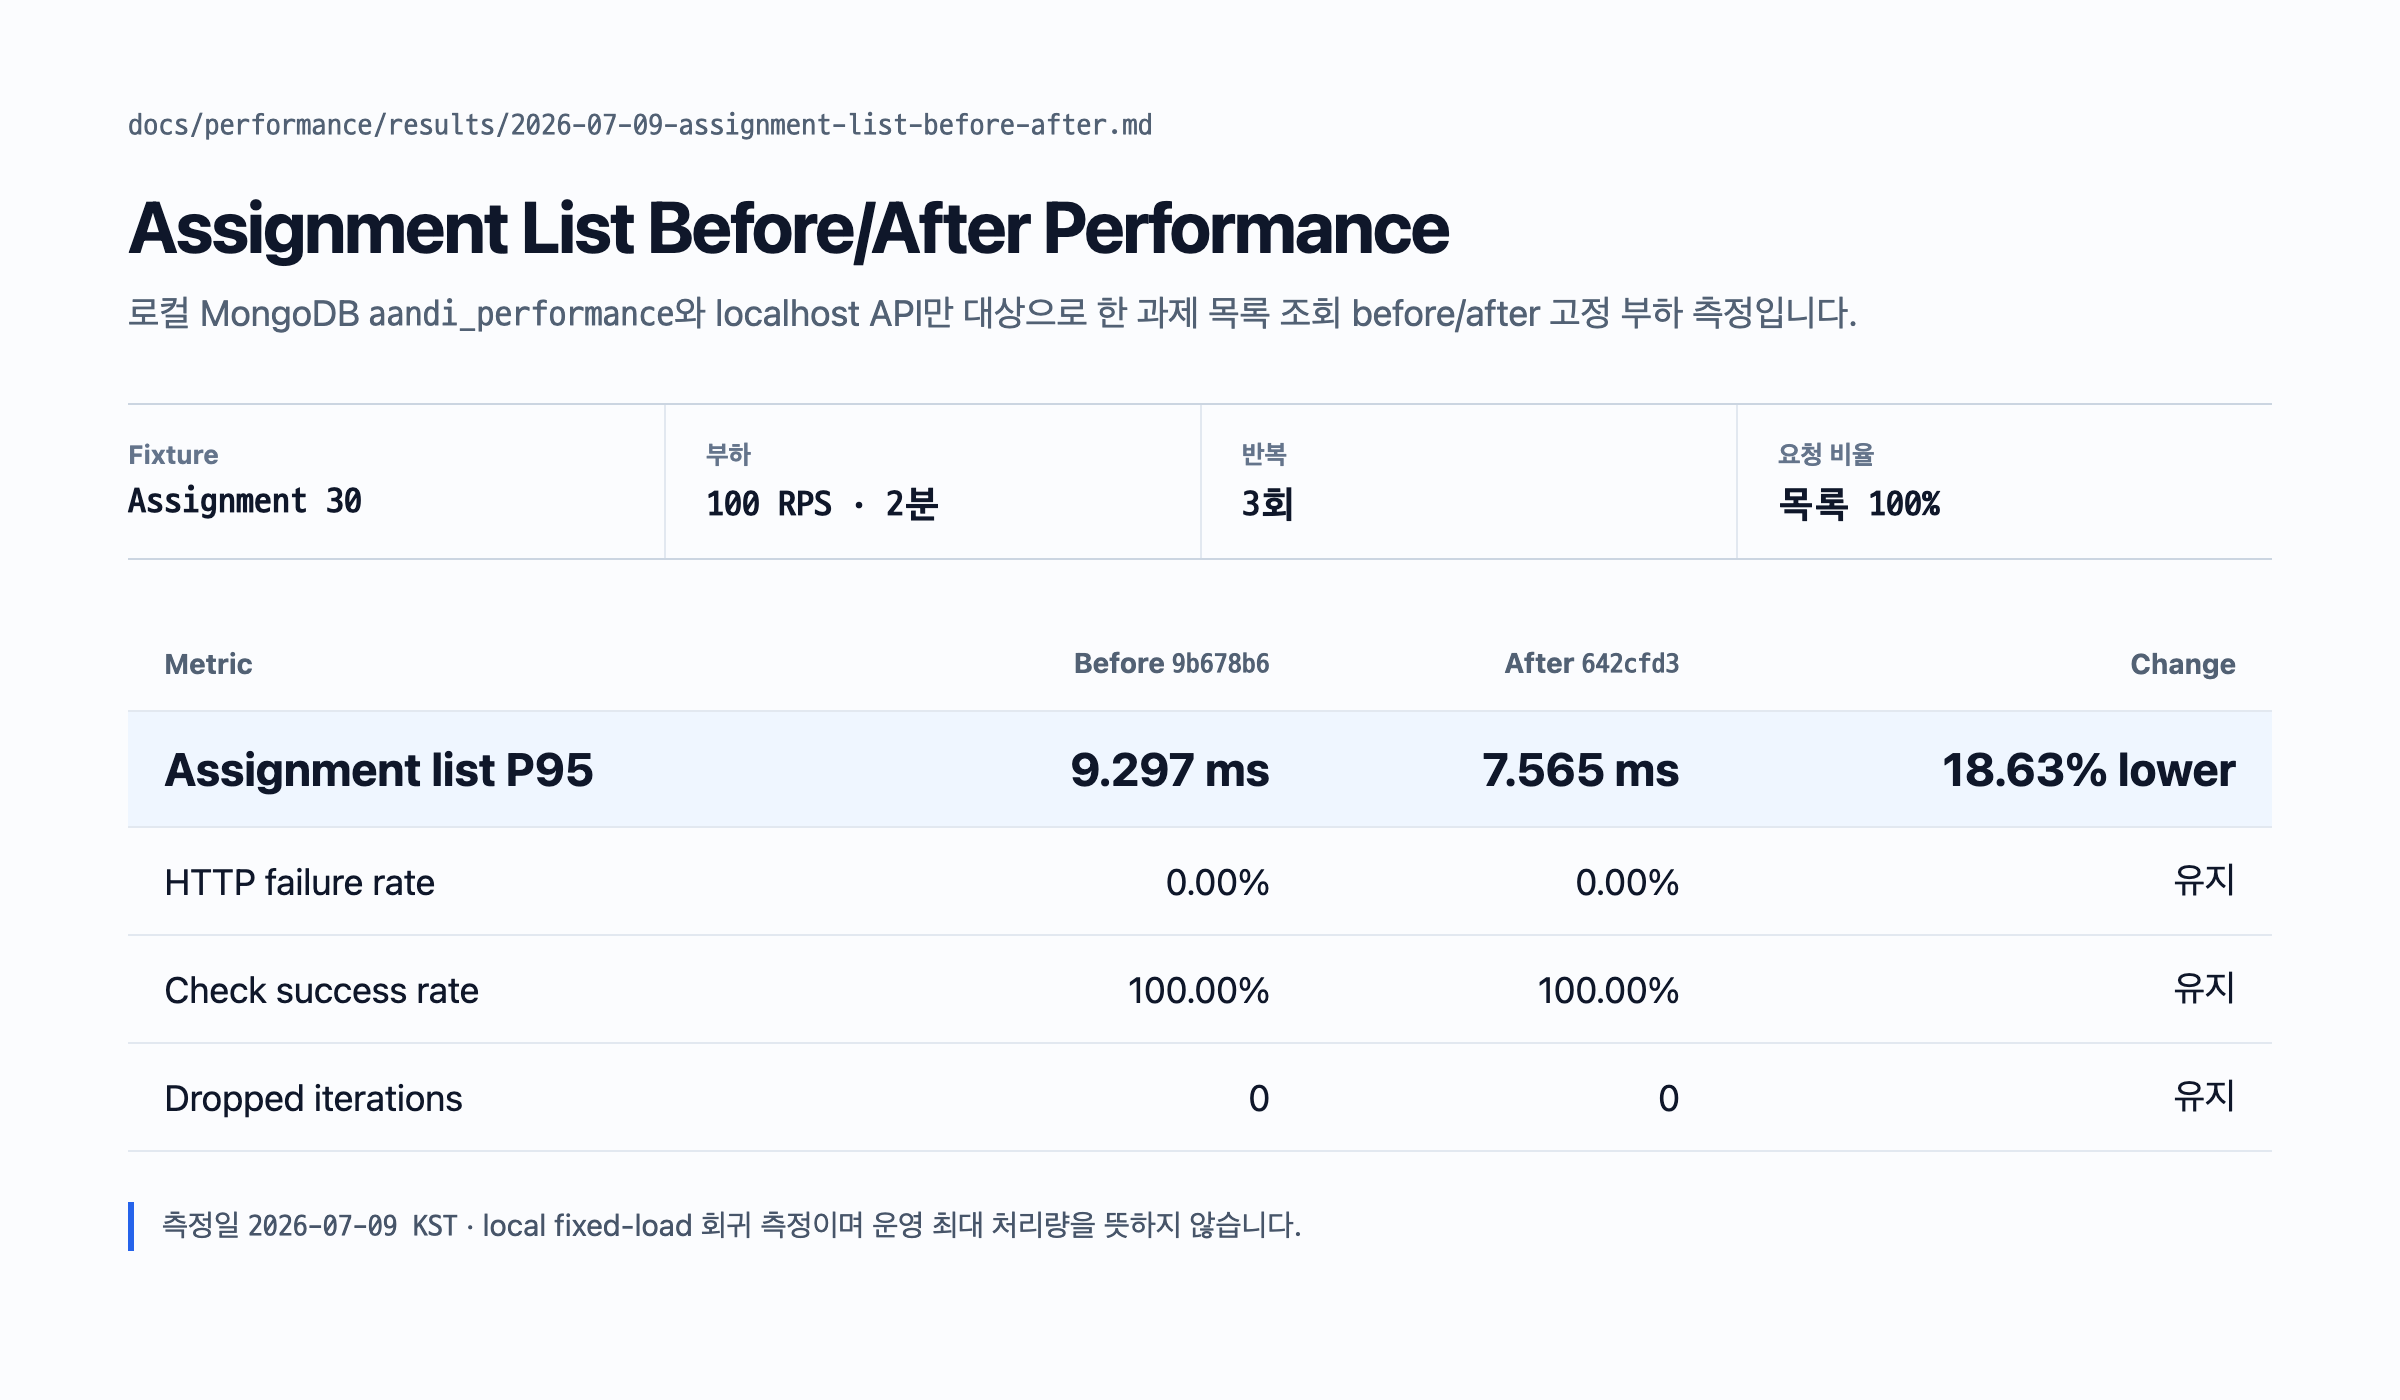 docs/performance/results/2026-07-09-assignment-list-before-after.md
Assignment List Before/After Performance
로컬 MongoDB aandi_performance와 localhost API만 대상으로 한 과제 목록 조회 before/after 고정 부하 측정입니다.
Fixture
Assignment 30
부하
100 RPS · 2분
반복
3회
요청 비율
목록 100%
Metric Before 9b678b6 After 642cfd3 Change
Assignment list P95 9.297 ms 7.565 ms 18.63% lower
HTTP failure rate 0.00% 0.00% 유지
Check success rate 100.00% 100.00% 유지
Dropped iterations 0 0 유지
측정일 2026-07-09 KST · local fixed-load 회귀 측정이며 운영 최대 처리량을 뜻하지 않습니다.